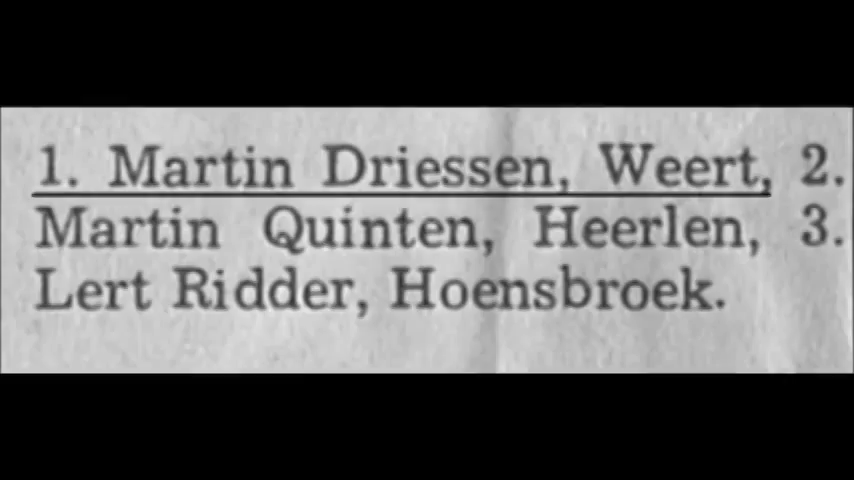 1. Martin Driessen, Weert, 2.
Martin Quinten, Heerlen, 3.
Lert Ridder, Hoensbroek.